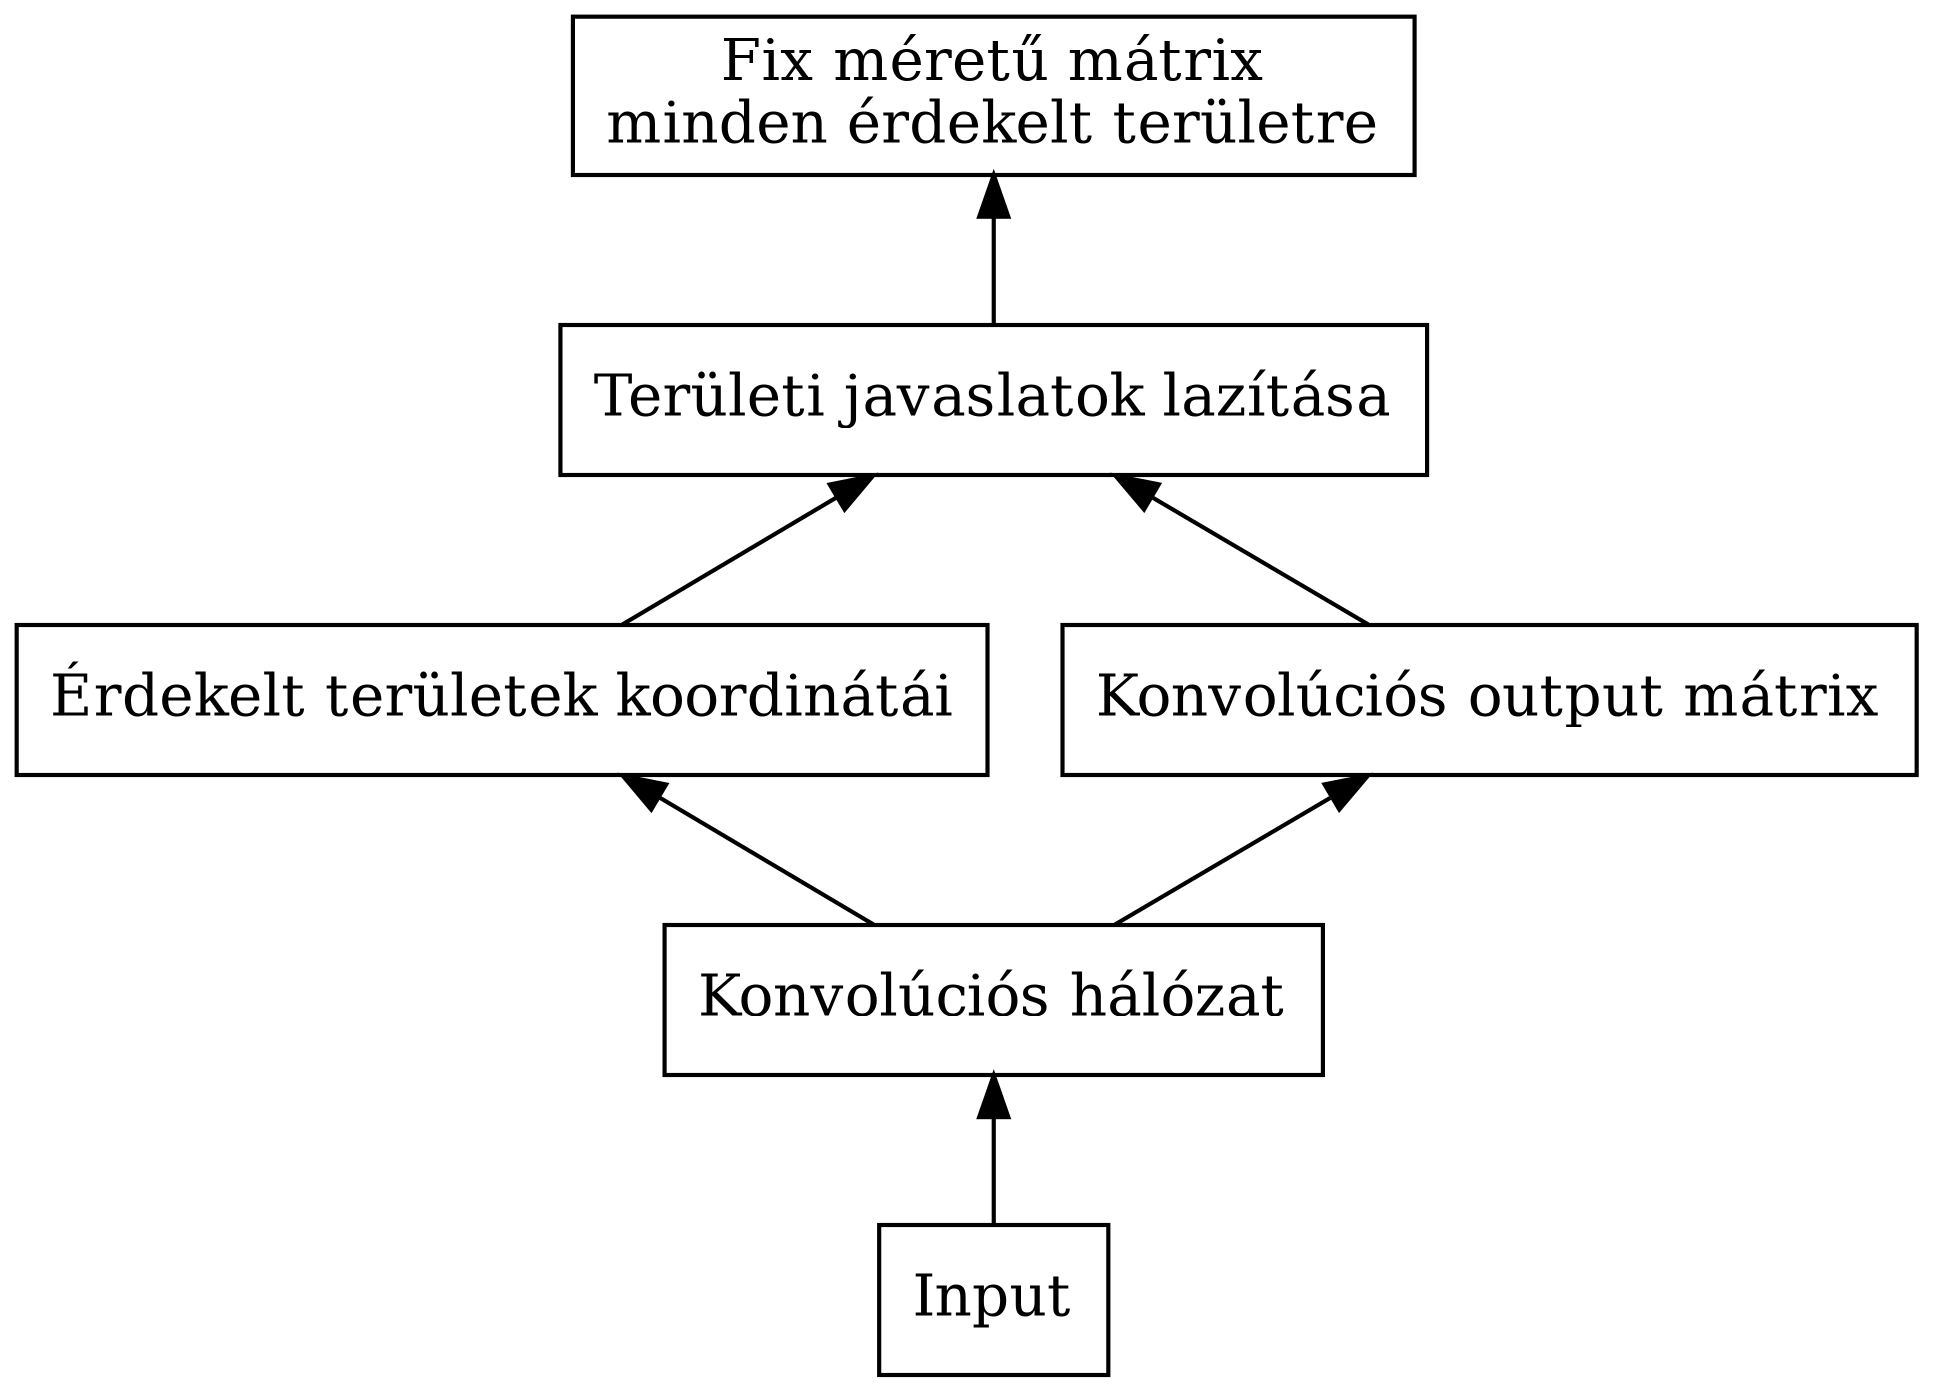 Fix méretű mátrix
minden érdekelt területre
Területi javaslatok lazítása
Érdekelt területek koordinátái
Konvolúciós output mátrix
Konvolúciós hálózat
Input